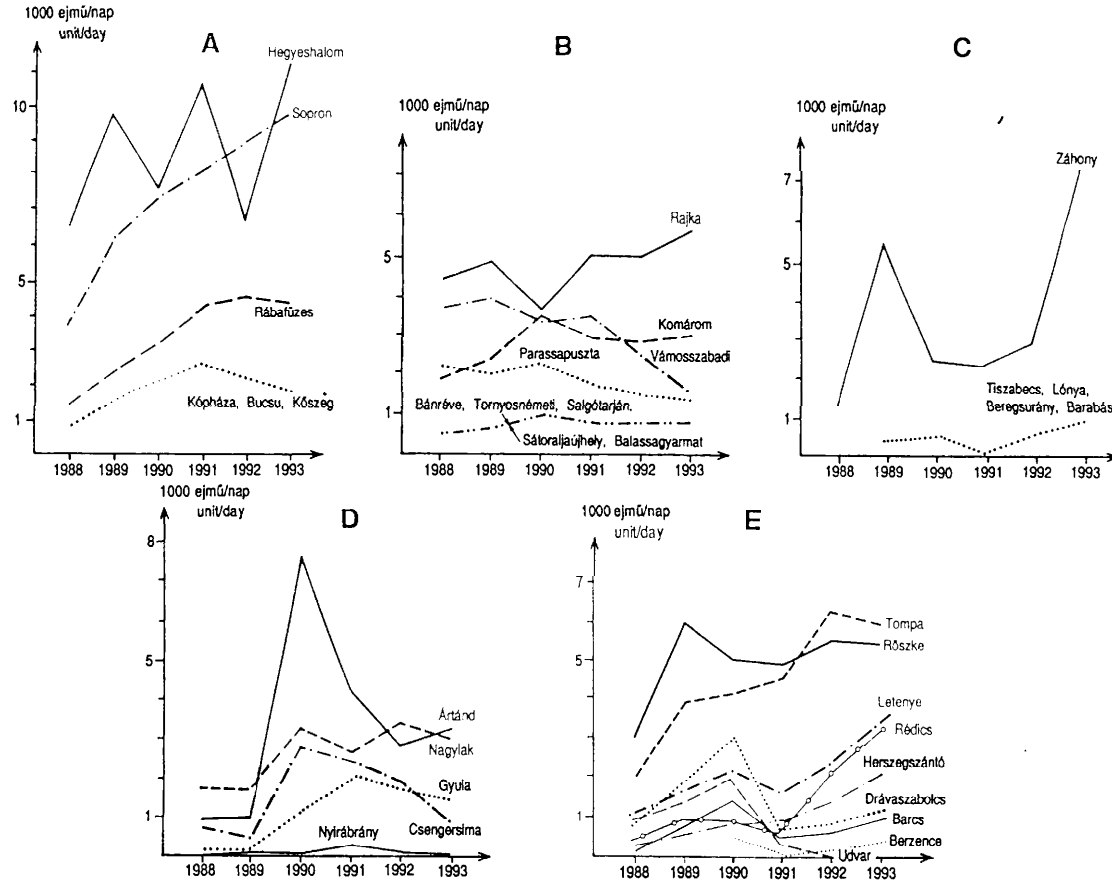 1000 ejmű/nap
unit/day
A
Hegyeshalom
10
Sopron
5
Rábafüzes
Kópháza, Bucsu, Kőszeg
1
1988 1989 1990 1991 1992 1993
B
1000 ejmű/nap
unit/day
Rajka
5
Komárom
Parassapuszta
Vámosszabadi
Bánréve, Tornyosnémeti, Salgótarján,
1
Sátoraljaújhely, Balassagyarmat
1988 1989 1990 1991 1992 1993
C
1000 ejmű/nap
unit/day
Záhony
7
5
Tiszabecs, Lónya,
Beregsurány, Barabás
1
1988 1989 1990 1991 1992 1993
1000 ejmű/nap
unit/day
D
8
5
Ártánd
Nagylak
Gyula
1
Csengersima
Nyirábrány
1988 1989 1990 1991 1992 1993
1000 ejmű/nap
unit/day
E
7
Tompa
5
Rőszke
Letenye
Rédics
Herszegszántó
Drávaszabolcs
1
Barcs
Berzence
Udvar
1988 1989 1990 1991 1992 1993